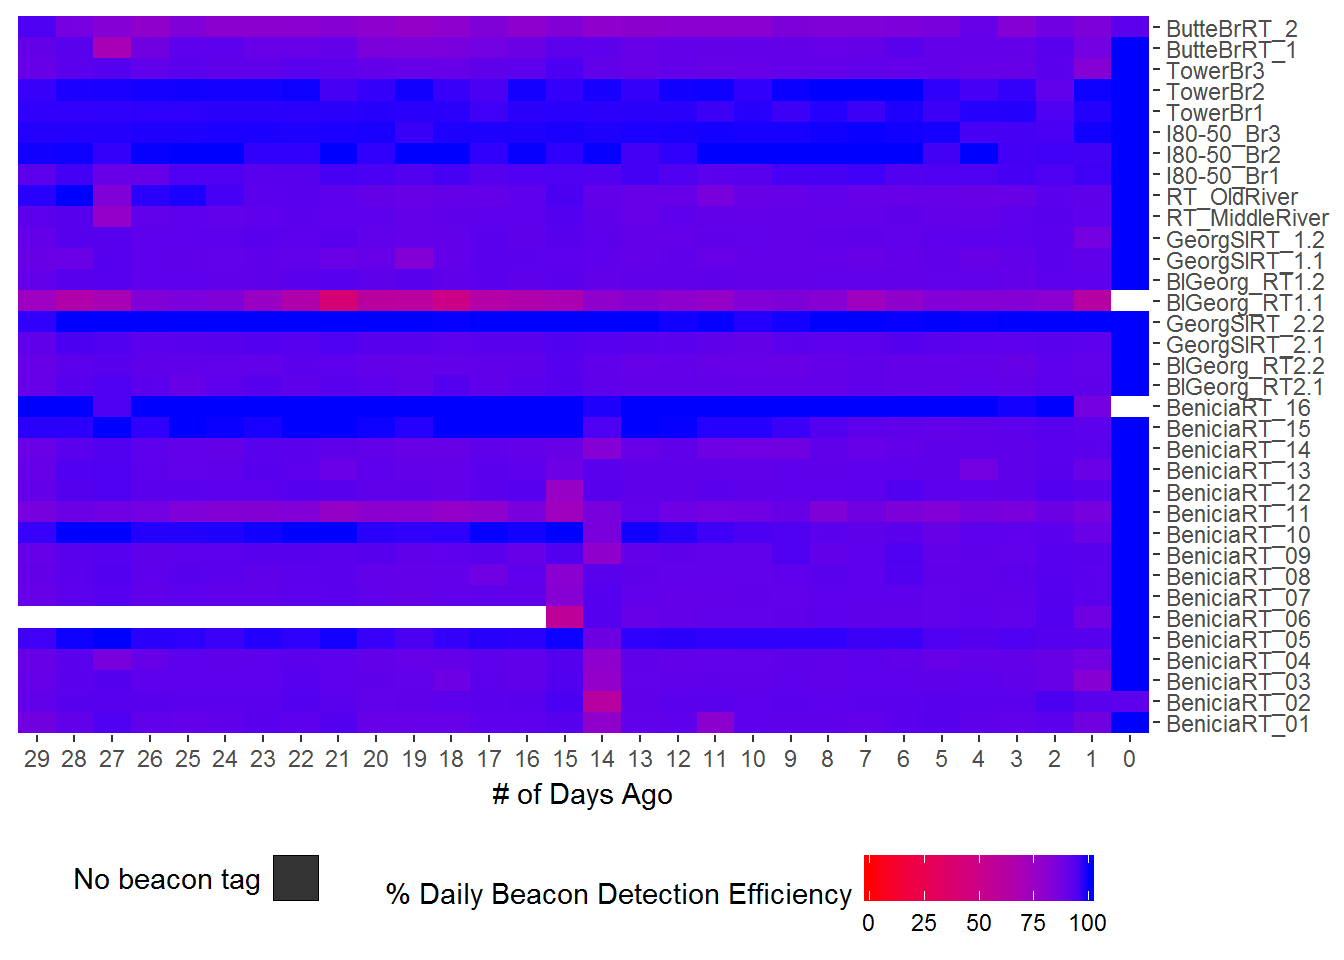 ButteBrRT_2
ButteBrRT_1
TowerBr3
TowerBr2
TowerBr1
I80-50_Br3
I80-50_Br2
I80-50_Br1
RT_OldRiver
RT_MiddleRiver
GeorgSlRT_1.2
GeorgSlRT_1.1
BlGeorg_RT1.2
BlGeorg_RT1.1
GeorgSlRT_2.2
GeorgSlRT_2.1
BlGeorg_RT2.2
BlGeorg_RT2.1
BeniciaRT_16
BeniciaRT_15
BeniciaRT_14
BeniciaRT_13
BeniciaRT_12
BeniciaRT_11
BeniciaRT_10
BeniciaRT_09
BeniciaRT_08
BeniciaRT_07
BeniciaRT_06
BeniciaRT_05
BeniciaRT_04
BeniciaRT_03
BeniciaRT_02
BeniciaRT_01
29 28 27 26 25 24 23 22 21 20 19 18 17 16 15 14 13 12 11 10 9 8 7 6 5 4 3 2 1 0
# of Days Ago
No beacon tag
% Daily Beacon Detection Efficiency
0 25 50 75 100